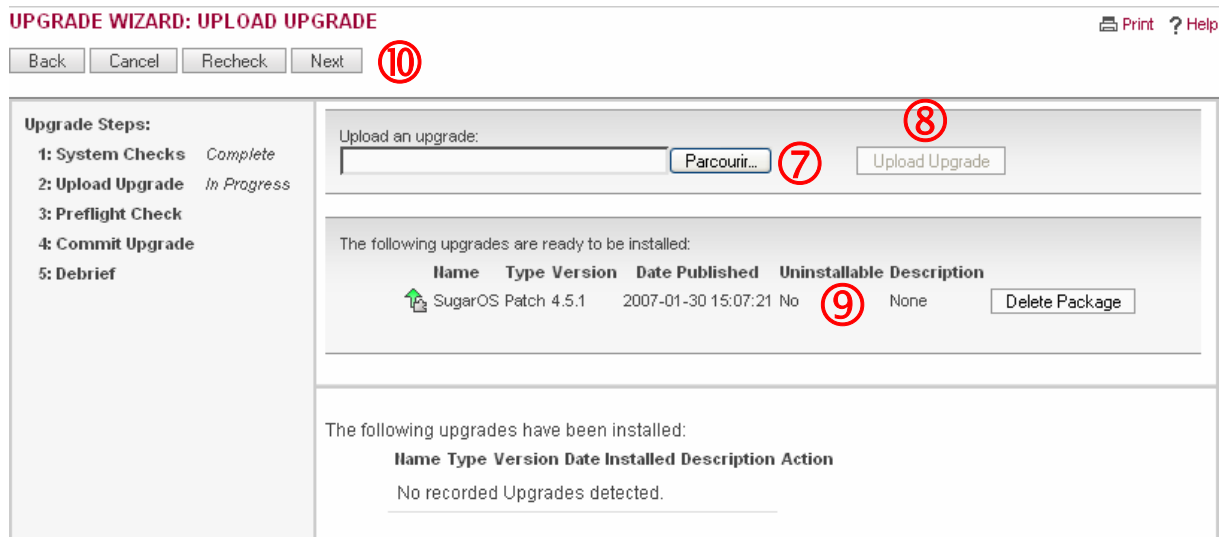 UPGRADE WIZARD: UPLOAD UPGRADE
Print ? Help
Back Cancel Recheck Next ⑩
Upgrade Steps:
1: System Checks Complete
2: Upload Upgrade In Progress
3: Preflight Check
4: Commit Upgrade
5: Debrief
⑧
Upload an upgrade:
Parcourir... ⑦ Upload Upgrade
The following upgrades are ready to be installed:
Name Type Version Date Published Uninstallable Description
SugarOS Patch 4.5.1 2007-01-30 15:07:21 No ⑨ None Delete Package
The following upgrades have been installed:
Name Type Version Date Installed Description Action
No recorded Upgrades detected.